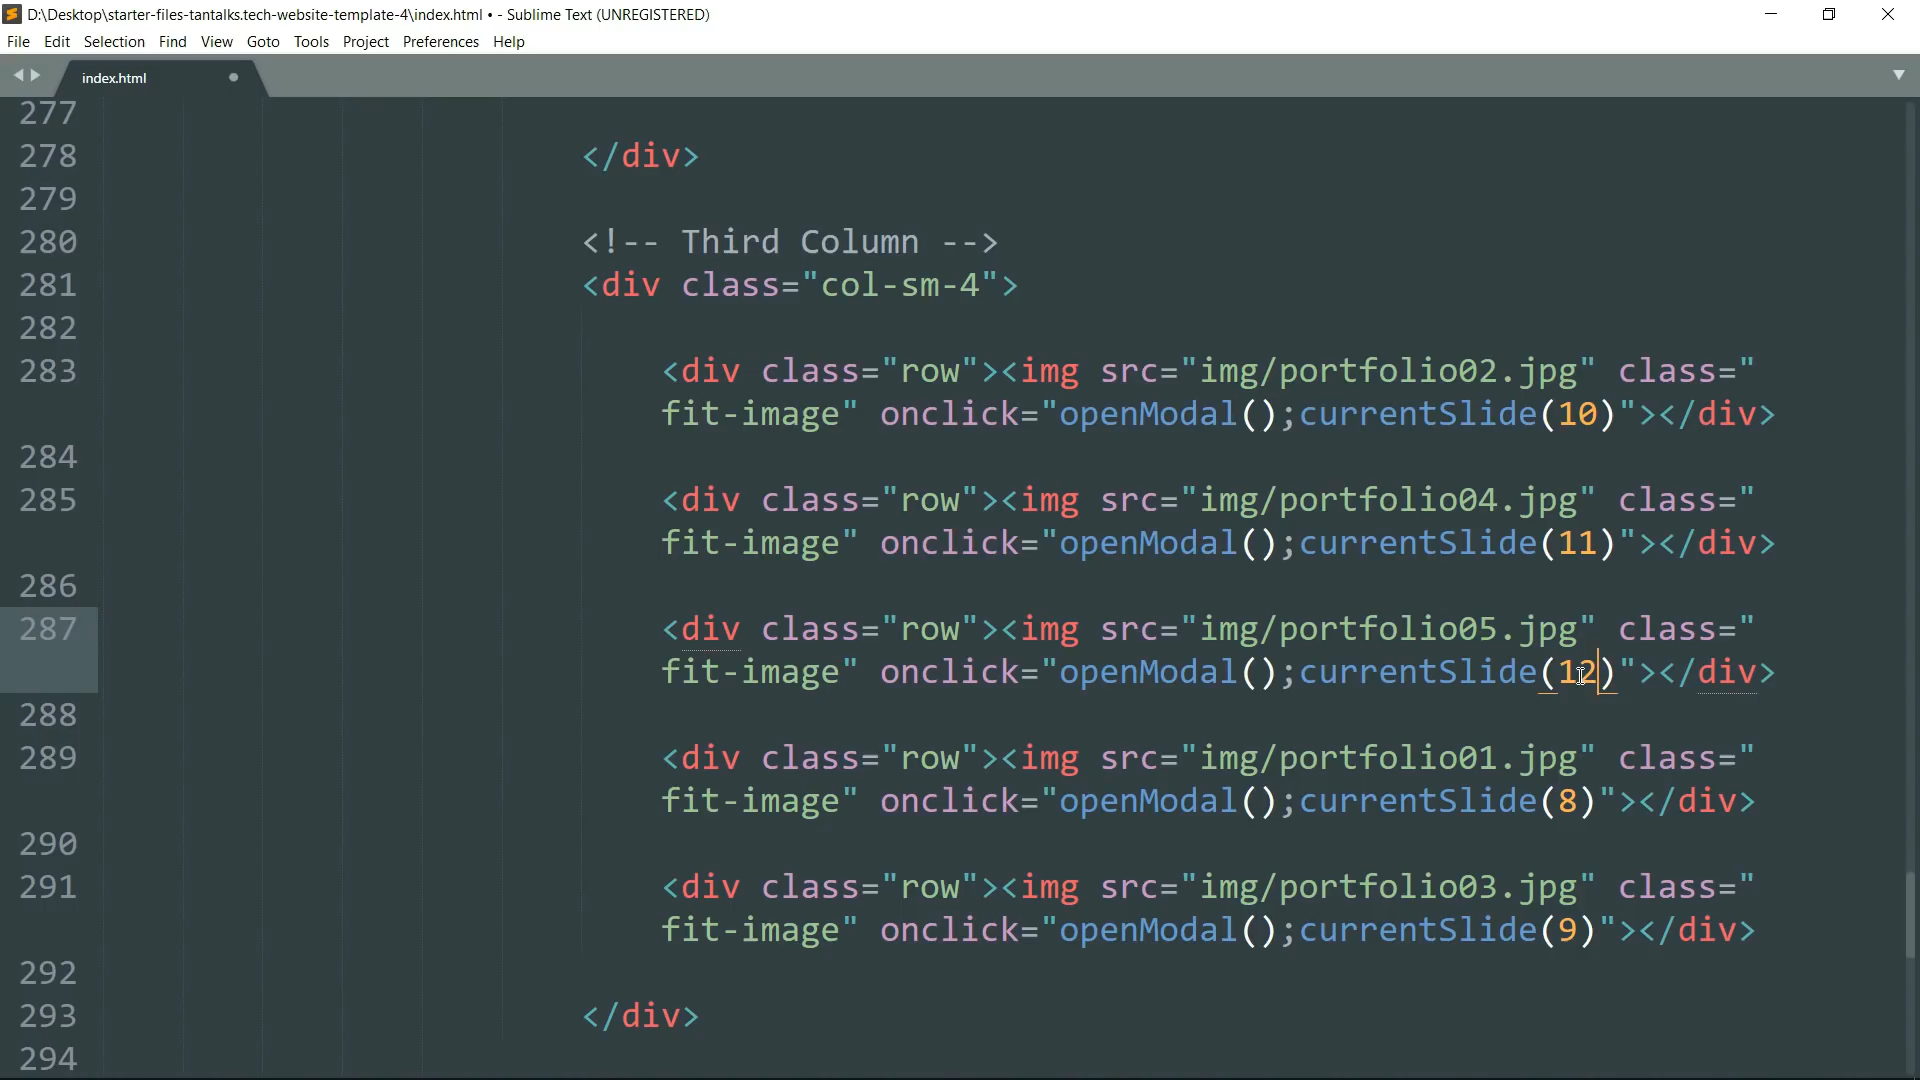 D:\Desktop\starter-files-tantalks.tech-website-template-4\index.html • - Sublime Text (UNREGISTERED)
File Edit Selection Find View Goto Tools Project Preferences Help
index.html
277
278 </div>
279
280 <!-- Third Column -->
281 <div class="col-sm-4">
282
283 <div class="row"><img src="img/portfolio02.jpg" class="
fit-image" onclick="openModal();currentSlide(10)"></div>
284
285 <div class="row"><img src="img/portfolio04.jpg" class="
fit-image" onclick="openModal();currentSlide(11)"></div>
286
287 <div class="row"><img src="img/portfolio05.jpg" class="
fit-image" onclick="openModal();currentSlide(12)"></div>
288
289 <div class="row"><img src="img/portfolio01.jpg" class="
fit-image" onclick="openModal();currentSlide(8)"></div>
290
291 <div class="row"><img src="img/portfolio03.jpg" class="
fit-image" onclick="openModal();currentSlide(9)"></div>
292
293 </div>
294